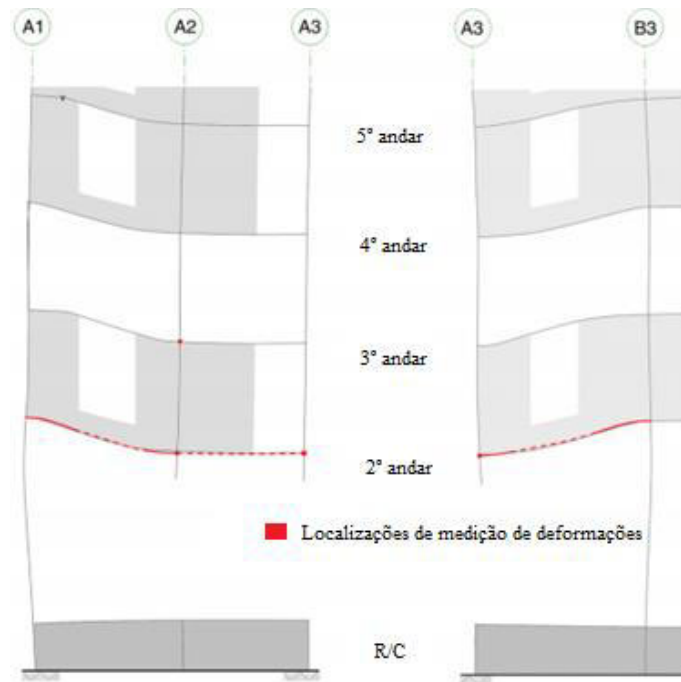 A1 A2 A3 A3 B3
5° andar
4° andar
3° andar
2° andar
Localizações de medição de deformações
R/C